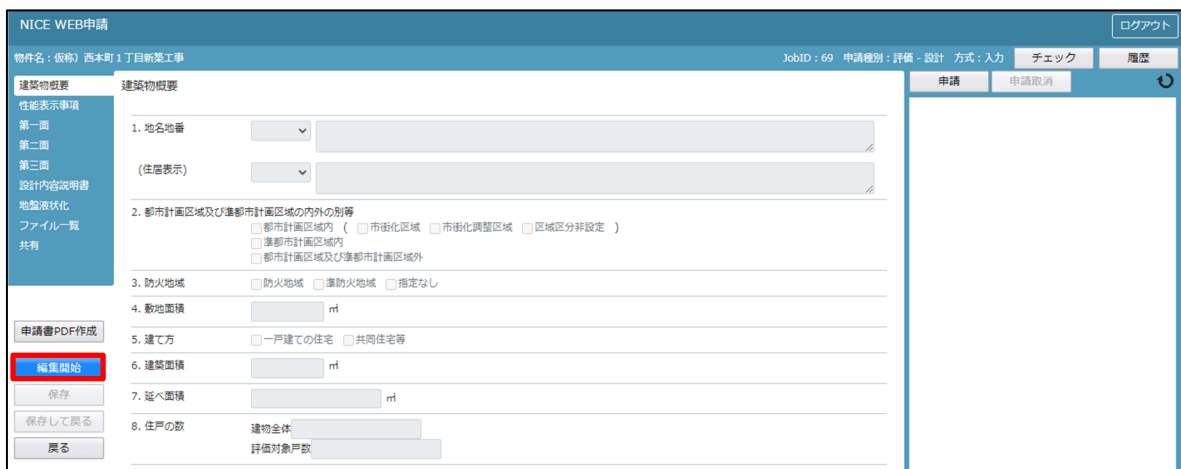 NICE WEB申請
ログアウト
物件名：仮称）西本町１丁目新築工事
JobID：69 申請種別：評価 - 設計 方式：入力
チェック
履歴
建築物概要
性能表示事項
第一面
第二面
第三面
設計内容説明書
地盤液状化
ファイル一覧
共有
申請書PDF作成
編集開始
保存
保存して戻る
戻る
建築物概要
1. 地名地番
(住居表示)
2. 都市計画区域及び準都市計画区域の内外の別等
都市計画区域内 ( 市街化区域 市街化調整区域 区域区分非設定 )
準都市計画区域内
都市計画区域及び準都市計画区域外
3. 防火地域 防火地域 準防火地域 指定なし
4. 敷地面積 ㎡
5. 建て方 一戸建ての住宅 共同住宅等
6. 建築面積 ㎡
7. 延べ面積 ㎡
8. 住戸の数 建物全体
評価対象戸数
申請
申請取消